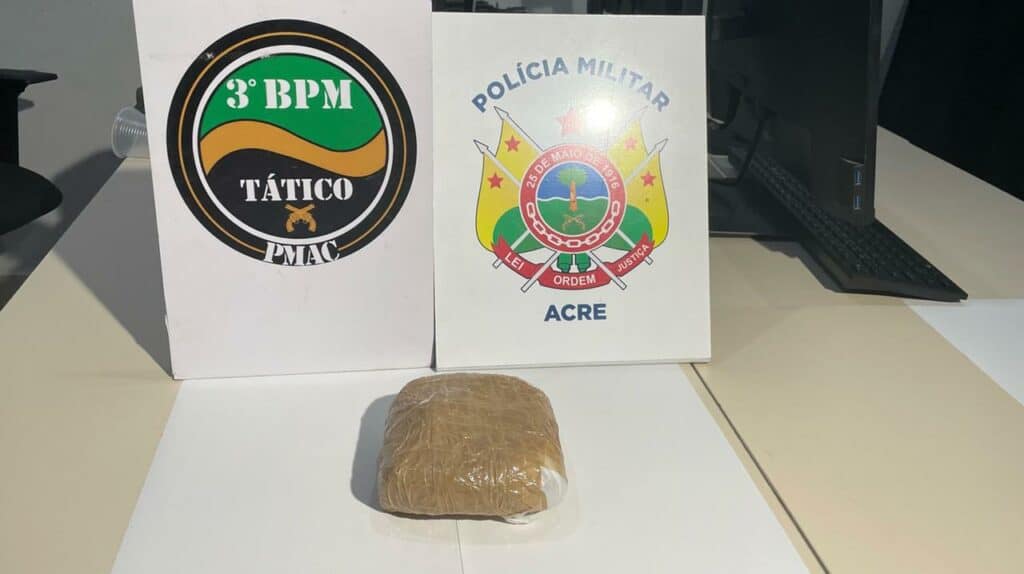 3° BPM
TÁTICO
PMAC
POLÍCIA MILITAR
25 DE MAIO DE 1916
LEI ORDEM JUSTIÇA
ACRE